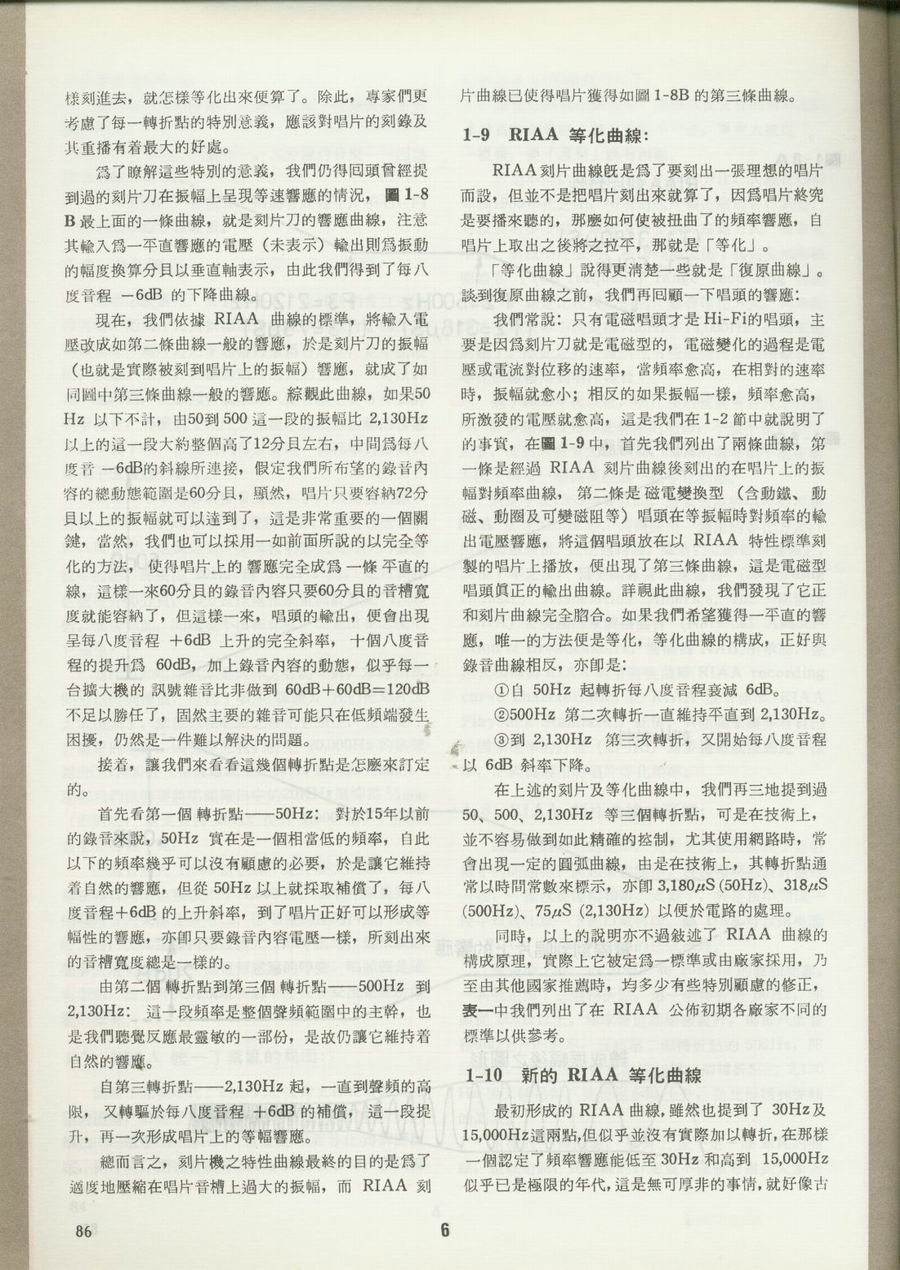 樣刻進去，就怎樣等化出來便算了。除此，專家們更
考慮了每一轉折點的特別意義，應該對唱片的刻錄及
其重播有着最大的好處。
爲了瞭解這些特別的意義，我們仍得囘頭曾經提
到過的刻片刀在振幅上呈現等速響應的情況，圖1-8
B 最上面的一條曲線，就是刻片刀的響應曲線，注意
其輸入爲一平直響應的電壓（未表示）輸出則爲振動
的幅度換算分貝以垂直軸表示，由此我們得到了每八
度音程 －6dB 的下降曲線。
現在，我們依據 RIAA 曲線的標準，將輸入電
壓改成如第二條曲線一般的響應，於是刻片刀的振幅
（也就是實際被刻到唱片上的振幅）響應，就成了如
同圖中第三條曲線一般的響應。綜觀此曲線，如果50
Hz 以下不計，由50到 500 這一段的振幅比 2,130Hz
以上的這一段大約整個高了12分貝左右，中間爲每八
度音 －6dB的斜線所連接，假定我們所布望的錄音內
容的總動態範圍是60分貝，顯然，唱片只要容納72分
貝以上的振幅就可以達到了，這是非常重要的一個關
鍵，當然，我們也可以採用一如前面所說的以完全等
化的方法，使得唱片上的 響應完全成爲 一條 平直的
線，這樣一來60分貝的錄音內容只要60分貝的音槽寬
度就能容納了，但這樣一來，唱頭的輸出，便會出現
呈每八度音程 ＋6dB 上升的完全斜率，十個八度音
程的提升爲 60dB，加上錄音內容的動態，似乎每一
台擴大機的 訊號雜音比非做到 60dB＋60dB＝120dB
不足以勝任了，固然主要的雜音可能只在低頻端發生
困擾，仍然是一件難以解決的問題。
接着，讓我們來看看這幾個轉折點是怎麽來訂定
的。
首先看第一個 轉折點——50Hz： 對於15年以前
的錄音來說，50Hz 實在是一個相當低的頻率，自此
以下的頻率幾乎可以沒有顧慮的必要，於是讓它維持
着自然的響應，但從 50Hz 以上就採取補償了，每八
度音程＋6dB 的上升斜率，到了唱片正好可以形成等
幅性的響應，亦卽只要錄音內容電壓一樣，所刻出來
的音槽寬度總是一樣的。
由第二個 轉折點到第三個 轉折點——500Hz 到
2,130Hz： 這一段頻率是整個聲頻範圍中的主幹，也
是我們聽覺反應最靈敏的一部份，是故仍讓它維持着
自然的響應。
自第三轉折點——2,130Hz 起，一直到聲頻的高
限，又轉驅於每八度音程 ＋6dB 的補償，這一段提
升，再一次形成唱片上的等幅響應。
總而言之，刻片機之特性曲線最終的目的是爲了
適度地壓縮在唱片音槽上過大的振幅，而 RIAA 刻
片曲線已使得唱片獲得如圖 1-8B 的第三條曲線。
1-9 RIAA 等化曲線：
RIAA 刻片曲線旣是爲了要刻出一張理想的唱片
而設，但並不是把唱片刻出來就算了，因爲唱片終究
是要播來聽的，那麽如何使被扭曲了的頻率響應，自
唱片上取出之後將之拉平，那就是「等化」。
「等化曲線」說得更清楚一些就是「復原曲線」。
談到復原曲線之前，我們再囘顧一下唱頭的響應：
我們常說：只有電磁唱頭才是 Hi-Fi的唱頭，主
要是因爲刻片刀就是電磁型的，電磁變化的過程是電
壓或電流對位移的速率，當頻率愈高，在相對的速率
時，振幅就愈小；相反的如果振幅一樣，頻率愈高，
所激發的電壓就愈高，這是我們在 1-2 節中就說明了
的事實，在圖 1-9 中，首先我們列出了兩條曲線，第
一條是經過 RIAA 刻片曲線後刻出的在唱片上的振
幅對頻率曲線， 第二條是 磁電變換型 （含動鐵、動
磁、動圈及可變磁阻等）唱頭在等振幅時對頻率的輸
出電壓響應，將這個唱頭放在以 RIAA 特性標準刻
製的唱片上播放，便出現了第三條曲線，這是電磁型
唱頭眞正的輸出曲線。詳視此曲線，我們發現了它正
和刻片曲線完全脗合。如果我們希望獲得一平直的響
應，唯一的方法便是等化，等化曲線的構成，正好與
錄音曲線相反，亦卽是：
①自 50Hz 起轉折每八度音程衰減 6dB。
②500Hz 第二次轉折一直維持平直到 2,130Hz。
③到 2,130Hz 第三次轉折，又開始每八度音程
以 6dB 斜率下降。
在上述的刻片及等化曲線中，我們再三地提到過
50、500、2,130Hz 等三個轉折點，可是在技術上，
並不容易做到如此精確的控制，尤其使用網路時，常
會出現一定的圓弧曲線，由是在技術上，其轉折點通
常以時間常數來標示，亦卽 3,180μS (50Hz)、318μS
(500Hz)、75μS (2,130Hz) 以便於電路的處理。
同時，以上的說明亦不過敍述了 RIAA 曲線的
構成原理，實際上它被定爲一標準或由廠家採用，乃
至由其他國家推薦時，均多少有些特別顧慮的修正，
表一中我們列出了在 RIAA 公佈初期各廠家不同的
標準以供參考。
1-10 新的 RIAA 等化曲線
最初形成的 RIAA 曲線，雖然也提到了 30Hz及
15,000Hz這兩點，但似乎並沒有實際加以轉折，在那樣
一個認定了頻率響應能低至 30Hz 和高到 15,000Hz
似乎已是極限的年代，這是無可厚非的事情，就好像古
86
6